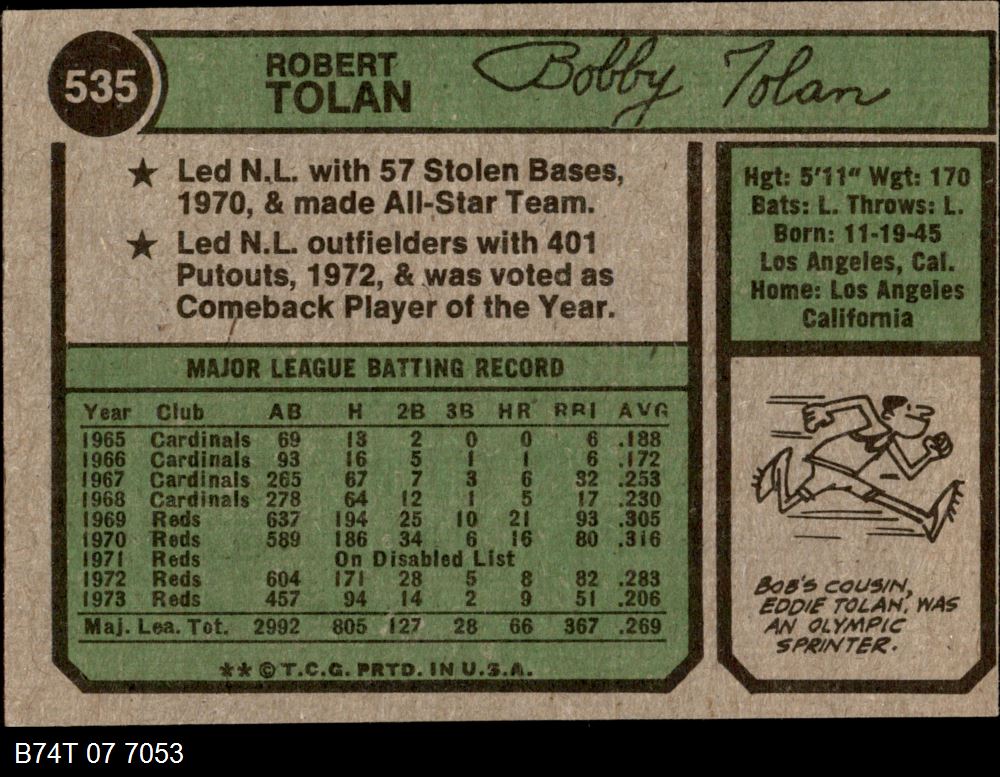 535
ROBERT
TOLAN
Bobby Tolan
★ Led N.L. with 57 Stolen Bases,
1970, & made All-Star Team.
★ Led N.L. outfielders with 401
Putouts, 1972, & was voted as
Comeback Player of the Year.
Hgt: 5'11" Wgt: 170
Bats: L. Throws: L.
Born: 11-19-45
Los Angeles, Cal.
Home: Los Angeles
California
MAJOR LEAGUE BATTING RECORD
Year Club AB H 2B 3B HR RBI AVG
1965 Cardinals 69 13 2 0 0 6 .188
1966 Cardinals 93 16 5 1 1 6 .172
1967 Cardinals 265 67 7 3 6 32 .253
1968 Cardinals 278 64 12 1 5 17 .230
1969 Reds 637 194 25 10 21 93 .305
1970 Reds 589 186 34 6 16 80 .316
1971 Reds On Disabled List
1972 Reds 604 171 28 5 8 82 .283
1973 Reds 457 94 14 2 9 51 .206
Maj. Lea. Tot. 2992 805 127 28 66 367 .269
**©T.C.G. PRTD. IN U.S.A.
BOB'S COUSIN,
EDDIE TOLAN, WAS
AN OLYMPIC
SPRINTER.
B74T 07 7053